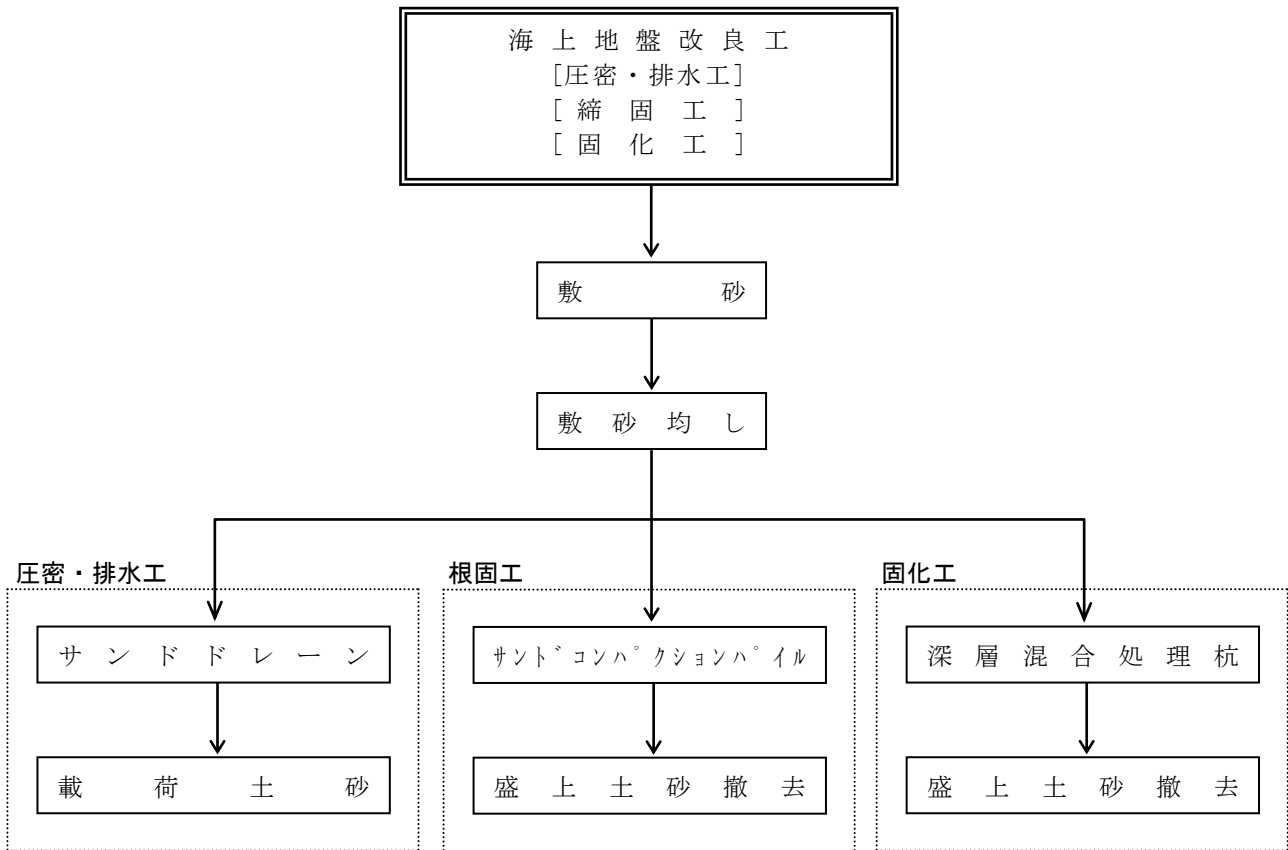 海上地盤改良工
[圧密・排水工]
[締固工]
[固化工]
敷砂
敷砂均し
圧密・排水工
根固工
固化工
サンドドレーン
ｻﾝﾄﾞｺﾝﾊﾟｸｼｮﾝﾊﾟｲﾙ
深層混合処理杭
載荷土砂
盛上土砂撤去
盛上土砂撤去